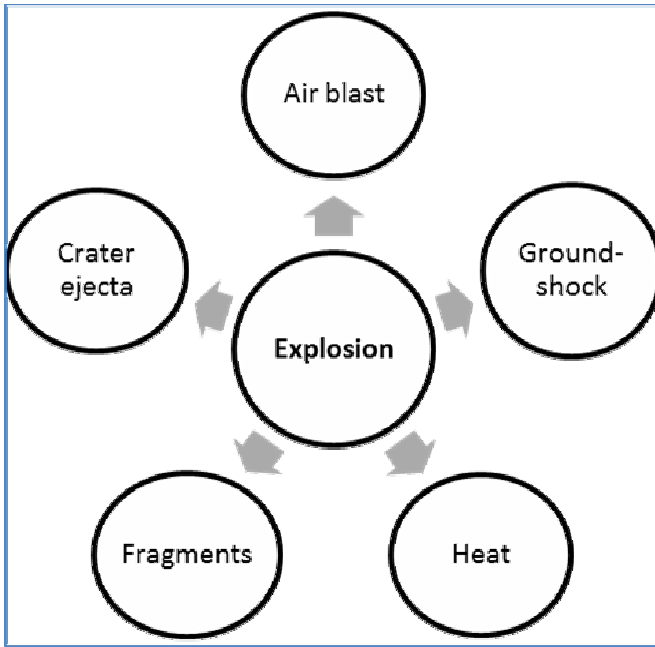 Air blast
Crater
ejecta
Ground-
shock
Explosion
Fragments
Heat